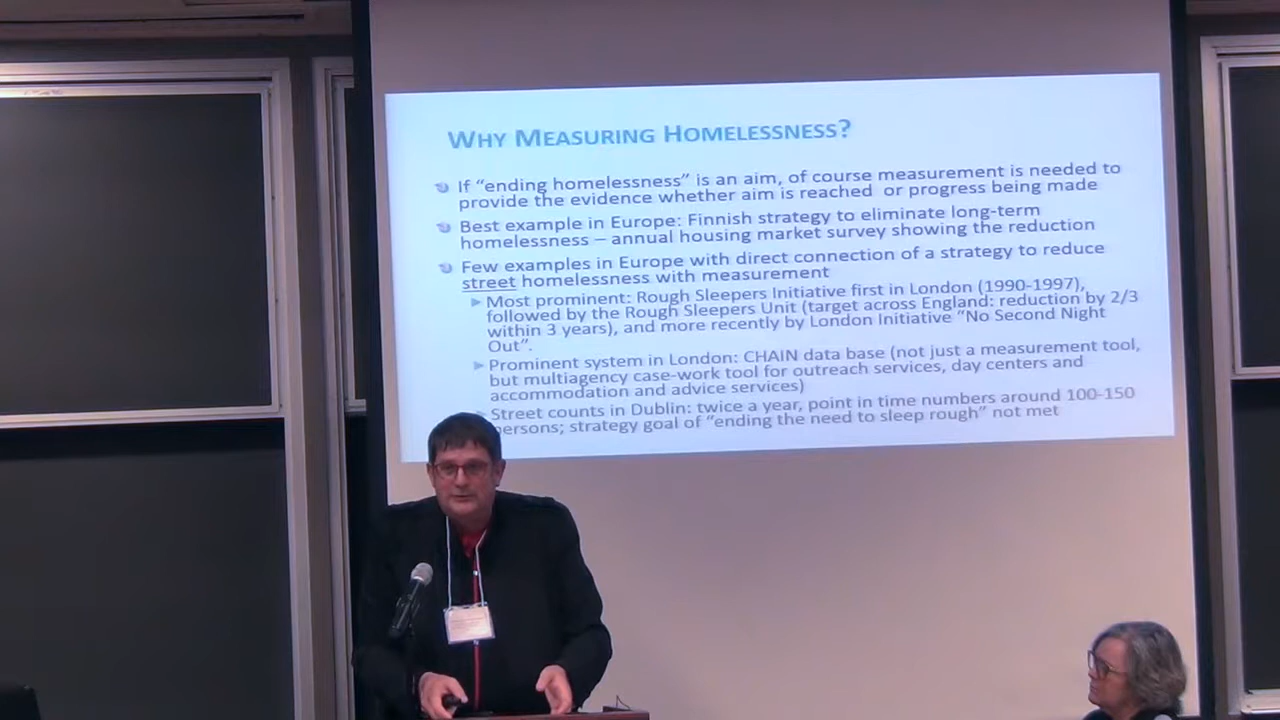 WHY MEASURING HOMELESSNESS?
If “ending homelessness” is an aim, of course measurement is needed to
provide the evidence whether aim is reached or progress being made
Best example in Europe: Finnish strategy to eliminate long-term
homelessness – annual housing market survey showing the reduction
Few examples in Europe with direct connection of a strategy to reduce
street homelessness with measurement
Most prominent: Rough Sleepers Initiative first in London (1990-1997),
followed by the Rough Sleepers Unit (target across England: reduction by 2/3
within 3 years), and more recently by London Initiative “No Second Night
Out”.
Prominent system in London: CHAIN data base (not just a measurement tool,
but multiagency case-work tool for outreach services, day centers and
accommodation and advice services)
Street counts in Dublin: twice a year, point in time numbers around 100-150
persons; strategy goal of “ending the need to sleep rough” not met